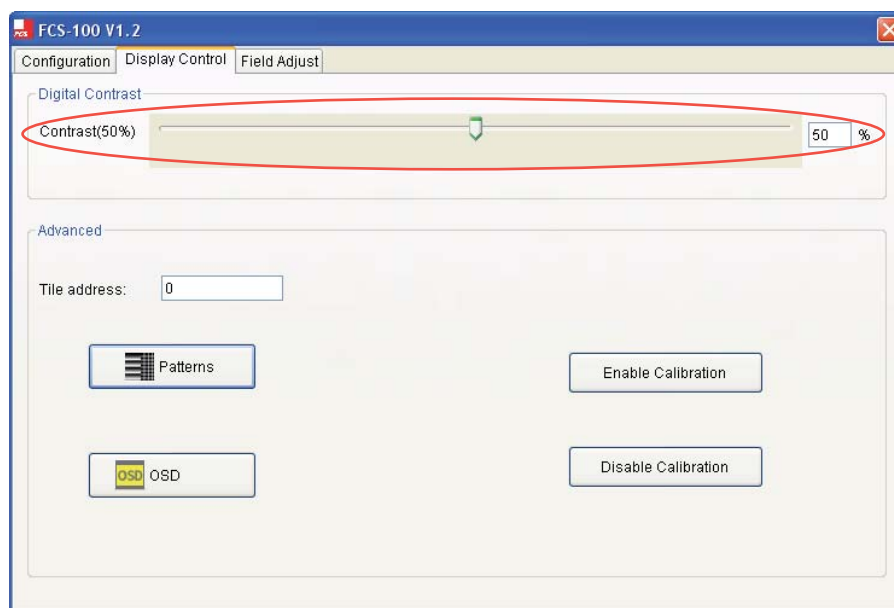 FCS FCS-100 V1.2
Configuration Display Control Field Adjust
Digital Contrast
Contrast(50%) 50 %
Advanced
Tile address: 0
Patterns Enable Calibration
OSD OSD Disable Calibration